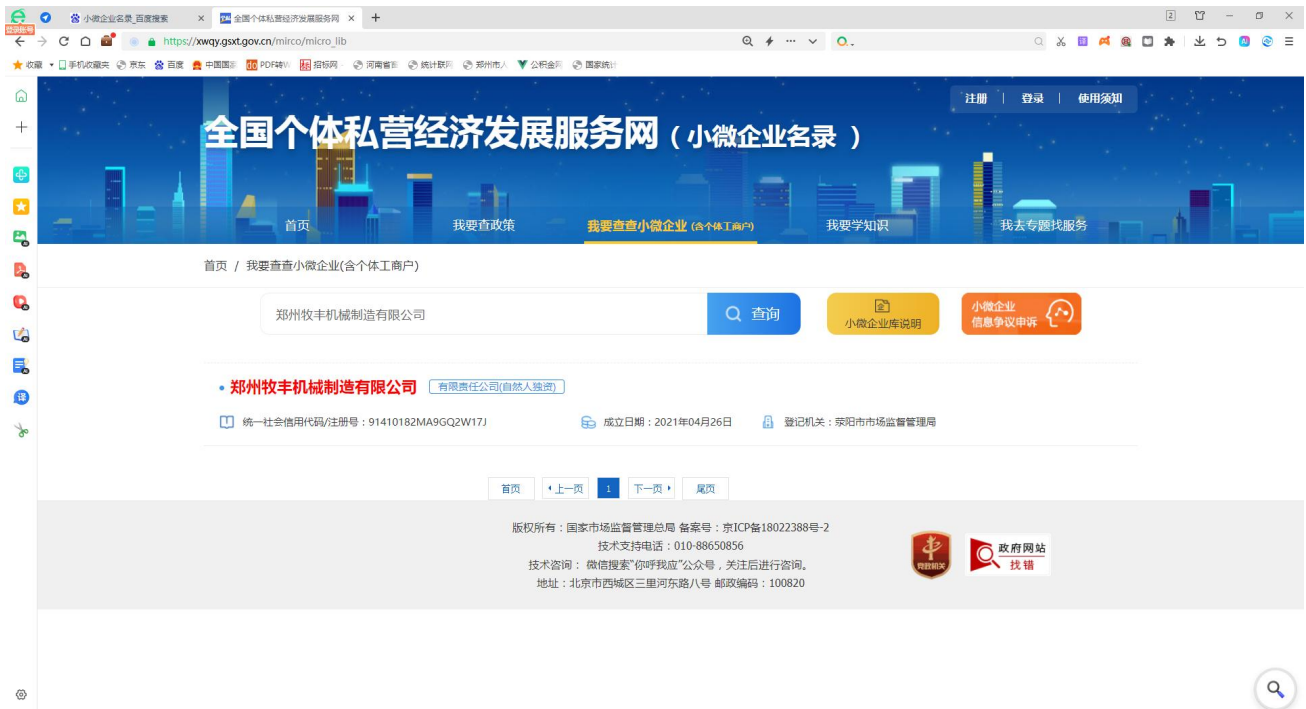 小微企业名录_百度搜索
全国个体私营经济发展服务网
2
登录账号
https://xwqy.gsxt.gov.cn/mirco/micro_lib
收藏 手机收藏夹 京东 百度 中国国 PDF转 招标网 河南省 统计联网 郑州市人 公积金 国家统计
注册 | 登录 | 使用须知
全国个体私营经济发展服务网（小微企业名录）
首页 我要查政策 我要查查小微企业 (含个体工商户) 我要学知识 我去专题找服务
首页 / 我要查查小微企业(含个体工商户)
郑州牧丰机械制造有限公司 查询
小微企业库说明
小微企业
信息争议申诉
郑州牧丰机械制造有限公司 有限责任公司(自然人独资)
统一社会信用代码/注册号：91410182MA9GQ2W17J 成立日期：2021年04月26日 登记机关：荥阳市市场监督管理局
首页 上一页 1 下一页 尾页
版权所有：国家市场监督管理总局 备案号：京ICP备18022388号-2
技术支持电话：010-88650856
技术咨询： 微信搜索“你呼我应”公众号，关注后进行咨询。
地址：北京市西城区三里河东路八号 邮政编码：100820
党政机关
政府网站
找错
译